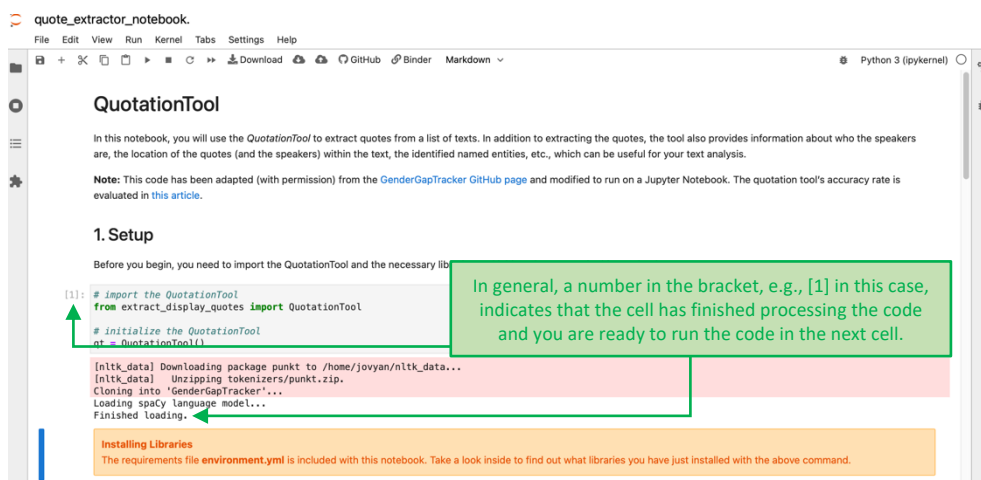 quote_extractor_notebook.
File Edit View Run Kernel Tabs Settings Help
Download GitHub Binder Markdown Python 3 (ipykernel)
QuotationTool
In this notebook, you will use the QuotationTool to extract quotes from a list of texts. In addition to extracting the quotes, the tool also provides information about who the speakers
are, the location of the quotes (and the speakers) within the text, the identified named entities, etc., which can be useful for your text analysis.
Note: This code has been adapted (with permission) from the GenderGapTracker GitHub page and modified to run on a Jupyter Notebook. The quotation tool's accuracy rate is
evaluated in this article.
1. Setup
Before you begin, you need to import the QuotationTool and the necessary lib
In general, a number in the bracket, e.g., [1] in this case,
indicates that the cell has finished processing the code
and you are ready to run the code in the next cell.
[1]: # import the QuotationTool
from extract_display_quotes import QuotationTool
# initialize the QuotationTool
qt = QuotationTool()
[nltk_data] Downloading package punkt to /home/jovyan/nltk_data...
[nltk_data] Unzipping tokenizers/punkt.zip.
Cloning into 'GenderGapTracker'...
Loading spaCy language model...
Finished loading.
Installing Libraries
The requirements file environment.yml is included with this notebook. Take a look inside to find out what libraries you have just installed with the above command.